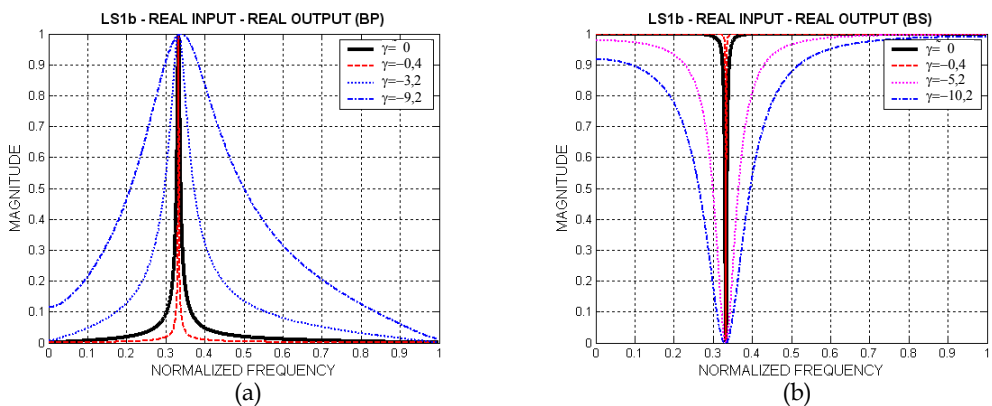 LS1b - REAL INPUT - REAL OUTPUT (BP)
MAGNITUDE
1
0.9
0.8
0.7
0.6
0.5
0.4
0.3
0.2
0.1
0
γ= 0
γ=−0,4
γ=−3,2
γ=−9,2
0 0.1 0.2 0.3 0.4 0.5 0.6 0.7 0.8 0.9 1
NORMALIZED FREQUENCY
(a)
LS1b - REAL INPUT - REAL OUTPUT (BS)
MAGNITUDE
1
0.9
0.8
0.7
0.6
0.5
0.4
0.3
0.2
0.1
0
γ= 0
γ=−0,4
γ=−5,2
γ=−10,2
0 0.1 0.2 0.3 0.4 0.5 0.6 0.7 0.8 0.9 1
NORMALIZED FREQUENCY
(b)